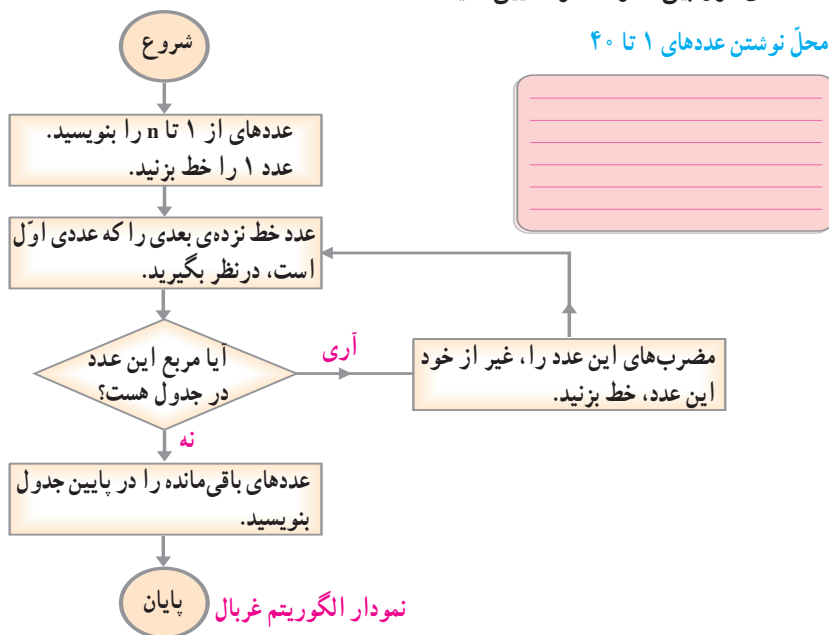 شروع
محلّ نوشتن عددهای ۱ تا ۴۰
عددهای از ۱ تا n را بنویسید.
عدد ۱ را خط بزنید.
عدد خط نزده‌ی بعدی را که عددی اوّل
است، درنظر بگیرید.
آیا مربع این عدد
در جدول هست؟
آری
مضرب‌های این عدد را، غیر از خود
این عدد، خط بزنید.
نه
عددهای باقی‌مانده را در پایین جدول
بنویسید.
پایان
نمودار الگوریتم غربال